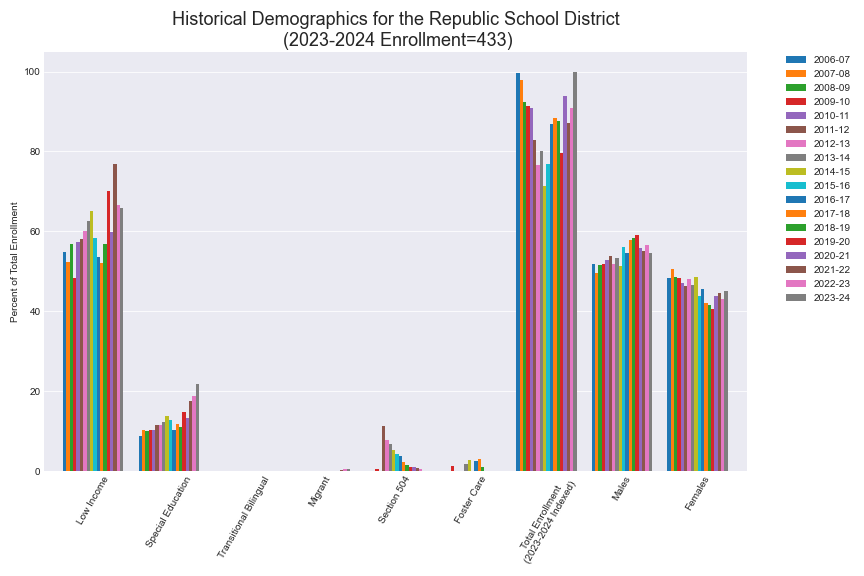 Historical Demographics for the Republic School District
(2023-2024 Enrollment=433)
Percent of Total Enrollment
100
80
60
40
20
0
Low Income
Special Education
Transitional Bilingual
Migrant
Section 504
Foster Care
Total Enrollment
(2023-2024 Indexed)
Males
Females
2006-07
2007-08
2008-09
2009-10
2010-11
2011-12
2012-13
2013-14
2014-15
2015-16
2016-17
2017-18
2018-19
2019-20
2020-21
2021-22
2022-23
2023-24